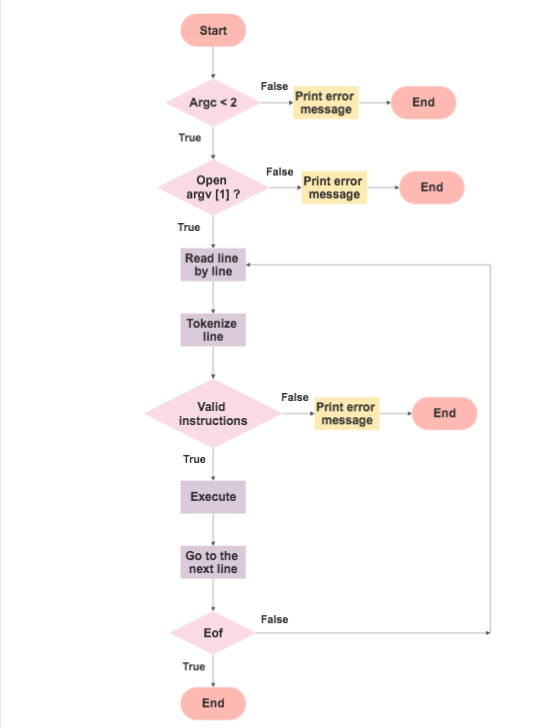 Start
Argc < 2
False
Print error
message
End
True
Open
argv [1] ?
False
Print error
message
End
True
Read line
by line
Tokenize
line
Valid
instructions
False
Print error
message
End
True
Execute
Go to the
next line
Eof
False
True
End